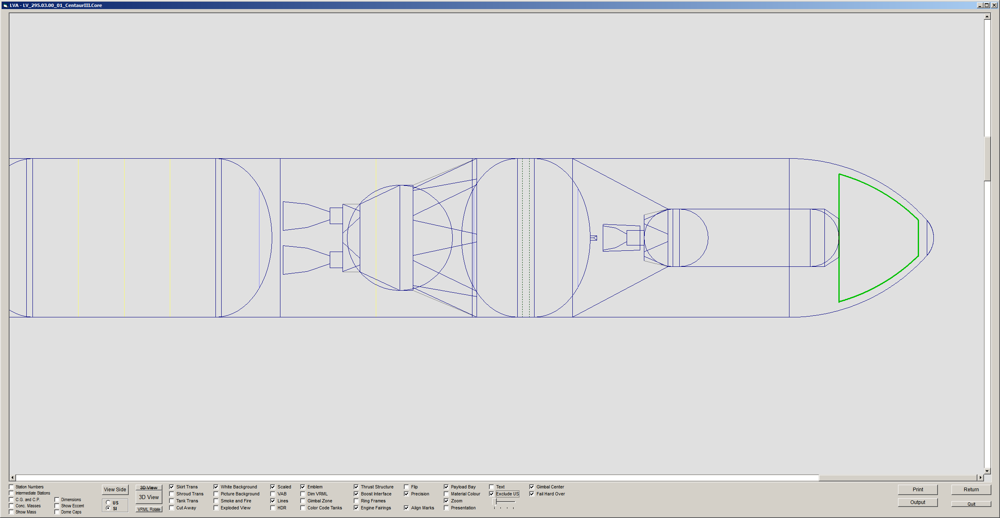 LVA - LV_295.03.00_01_CentaurIII.Core
Station Numbers
Intermediate Stations
C.G. and C.P.
Conc. Masses
Show Mass
Dimensions
Show Eccent
Dome Caps
View Side
US
SI
3D View
3D View
VRML Rotate
Skirt Trans
Shroud Trans
Tank Trans
Cut Away
White Background
Picture Background
Smoke and Fire
Exploded View
Scaled
VAB
Lines
HDR
Emblem
Dim VRML
Gimbal Zone
Color Code Tanks
Thrust Structure
Boost Interface
Ring Frames
Engine Fairings
Flip
Precision
Align Marks
Payload Bay
Material Colour
Zoom
Presentation
Text
Exclude US
Gimbal Center
Fail Hard Over
Print
Output
Return
Quit